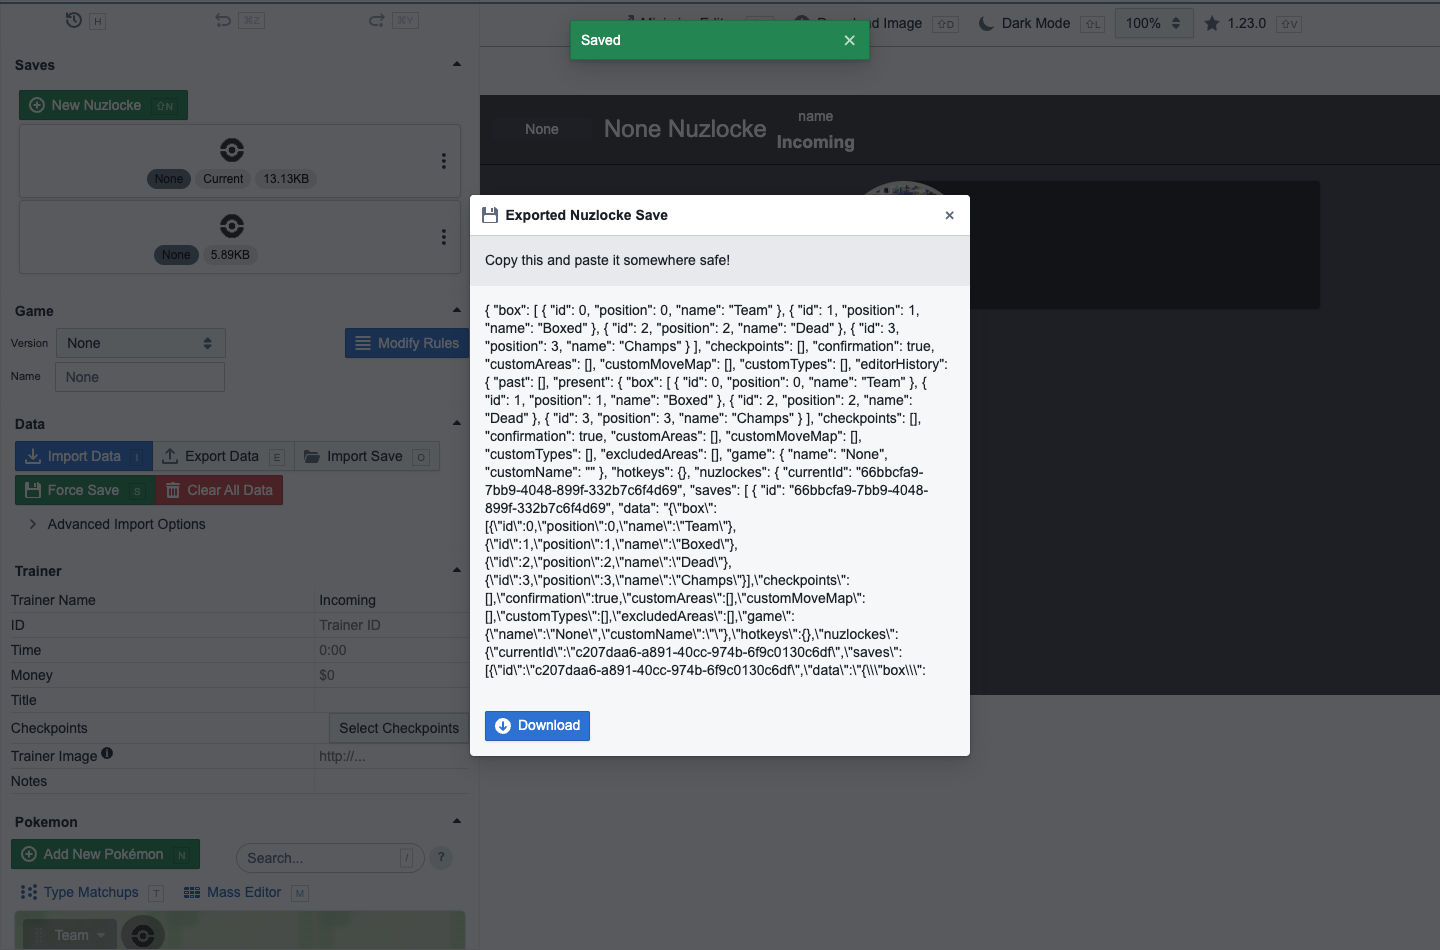 H
⌘Z
⌘Y
Download Image ⇧D
Dark Mode ⇧L
100%
1.23.0 ⇧V
Saved
Saves
New Nuzlocke ⇧N
None Current 13.13KB
None 5.89KB
None
None Nuzlocke
name
Incoming
Game
Version None
Modify Rules
Name None
Data
Import Data I
Export Data E
Import Save O
Force Save S
Clear All Data
Advanced Import Options
Trainer
Trainer Name Incoming
ID Trainer ID
Time 0:00
Money $0
Title
Checkpoints Select Checkpoints
Trainer Image http://...
Notes
Pokemon
Add New Pokémon N
Search... /
?
Type Matchups T
Mass Editor M
Team
Exported Nuzlocke Save
Copy this and paste it somewhere safe!
{ "box": [ { "id": 0, "position": 0, "name": "Team" }, { "id": 1, "position": 1,
"name": "Boxed" }, { "id": 2, "position": 2, "name": "Dead" }, { "id": 3,
"position": 3, "name": "Champs" } ], "checkpoints": [], "confirmation": true,
"customAreas": [], "customMoveMap": [], "customTypes": [], "editorHistory":
{ "past": [], "present": { "box": [ { "id": 0, "position": 0, "name": "Team" }, {
"id": 1, "position": 1, "name": "Boxed" }, { "id": 2, "position": 2, "name":
"Dead" }, { "id": 3, "position": 3, "name": "Champs" } ], "checkpoints": [],
"confirmation": true, "customAreas": [], "customMoveMap": [],
"customTypes": [], "excludedAreas": [], "game": { "name": "None",
"customName": "" }, "hotkeys": {}, "nuzlockes": { "currentId": "66bbcfa9-
7bb9-4048-899f-332b7c6f4d69", "saves": [ { "id": "66bbcfa9-7bb9-4048-
899f-332b7c6f4d69", "data": "{\"box\":
[{\"id\":0,\"position\":0,\"name\":\"Team\"},
{\"id\":1,\"position\":1,\"name\":\"Boxed\"},
{\"id\":2,\"position\":2,\"name\":\"Dead\"},
{\"id\":3,\"position\":3,\"name\":\"Champs\"}],\"checkpoints\":
[],\"confirmation\":true,\"customAreas\":[],\"customMoveMap\":
[],\"customTypes\":[],\"excludedAreas\":[],\"game\":
{\"name\":\"None\",\"customName\":\"\"},\"hotkeys\":{},\"nuzlockes\":
{\"currentId\":\"c207daa6-a891-40cc-974b-6f9c0130c6df\",\"saves\":
[{\"id\":\"c207daa6-a891-40cc-974b-6f9c0130c6df\",\"data\":\"{\\\"box\\\":
Download